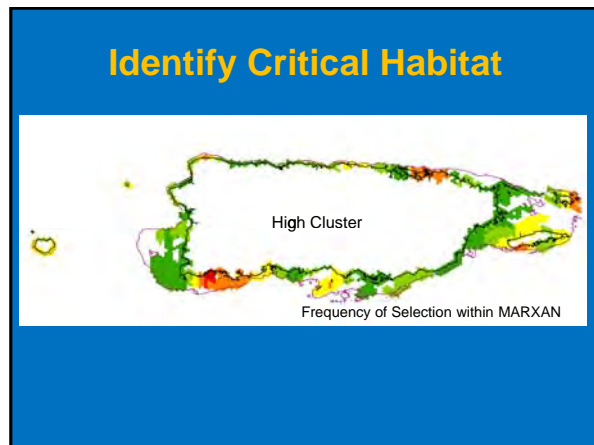 Identify Critical Habitat
High Cluster
Frequency of Selection within MARXAN